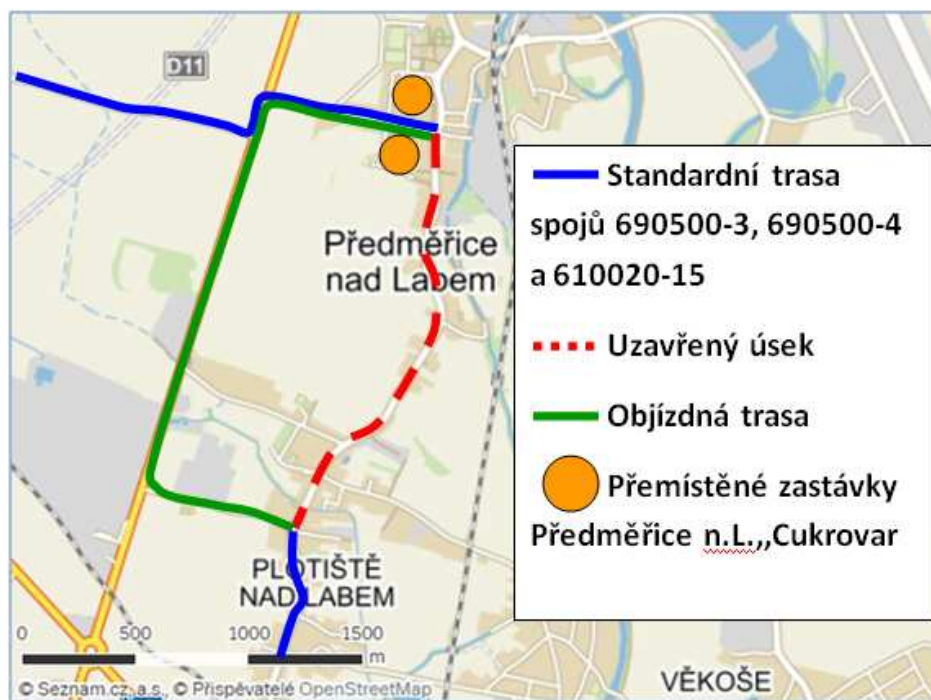 D11
Předměřice
nad Labem
PLOTIŠTĚ
NAD LABEM
0 500 1000 1500
m
© Seznam.cz, a.s., © Přispěvatelé OpenStreetMap
VĚKOŠE
Standardní trasa
spojů 690500-3, 690500-4
a 610020-15
Uzavřený úsek
Objízdná trasa
Přemístěné zastávky
Předměřice n.L.,,Cukrovar